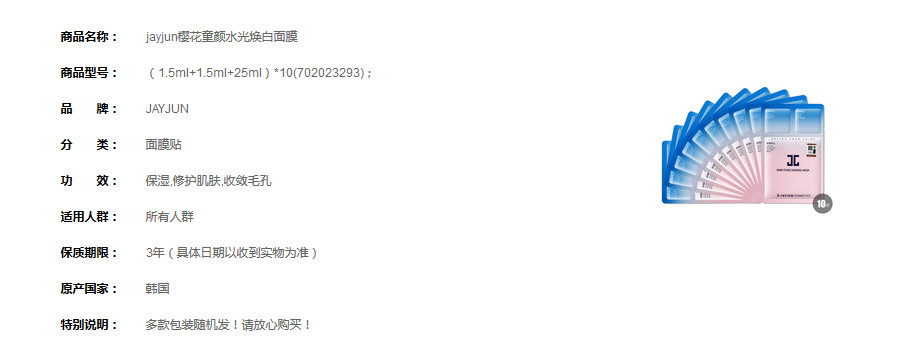 商品名称： jayjun樱花童颜水光焕白面膜
商品型号： （1.5ml+1.5ml+25ml）*10(702023293)；
品 牌： JAYJUN
分 类： 面膜贴
功 效： 保湿,修护肌肤,收敛毛孔
适用人群： 所有人群
保质期限： 3年（具体日期以收到实物为准）
原产国家： 韩国
特别说明： 多款包装随机发！请放心购买！
JC
10